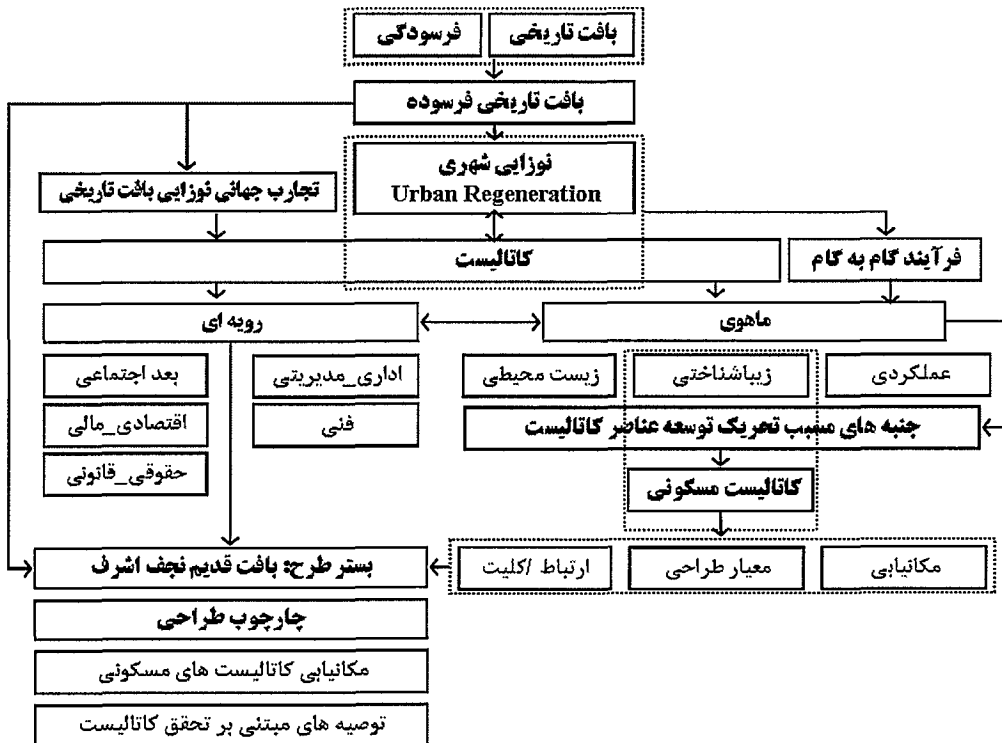 بافت تاریخی
فرسودگی
بافت تاریخی فرسوده
نوزایی شهری
Urban Regeneration
تجارب جهانی نوزایی بافت تاریخی
کاتالیست
فرآیند گام به گام
ماهوی
رویه ای
عملکردی
زیباشناختی
زیست محیطی
اداری_مدیریتی
بعد اجتماعی
جنبه های مسبب تحریک توسعه عناصر کاتالیست
فنی
اقتصادی_مالی
حقوقی_قانونی
کاتالیست مسکونی
مکانیابی
معیار طراحی
ارتباط /کلیت
بستر طرح: بافت قدیم نجف اشرف
چارچوب طراحی
مکانیابی کاتالیست های مسکونی
توصیه های مبتنی بر تحقق کاتالیست